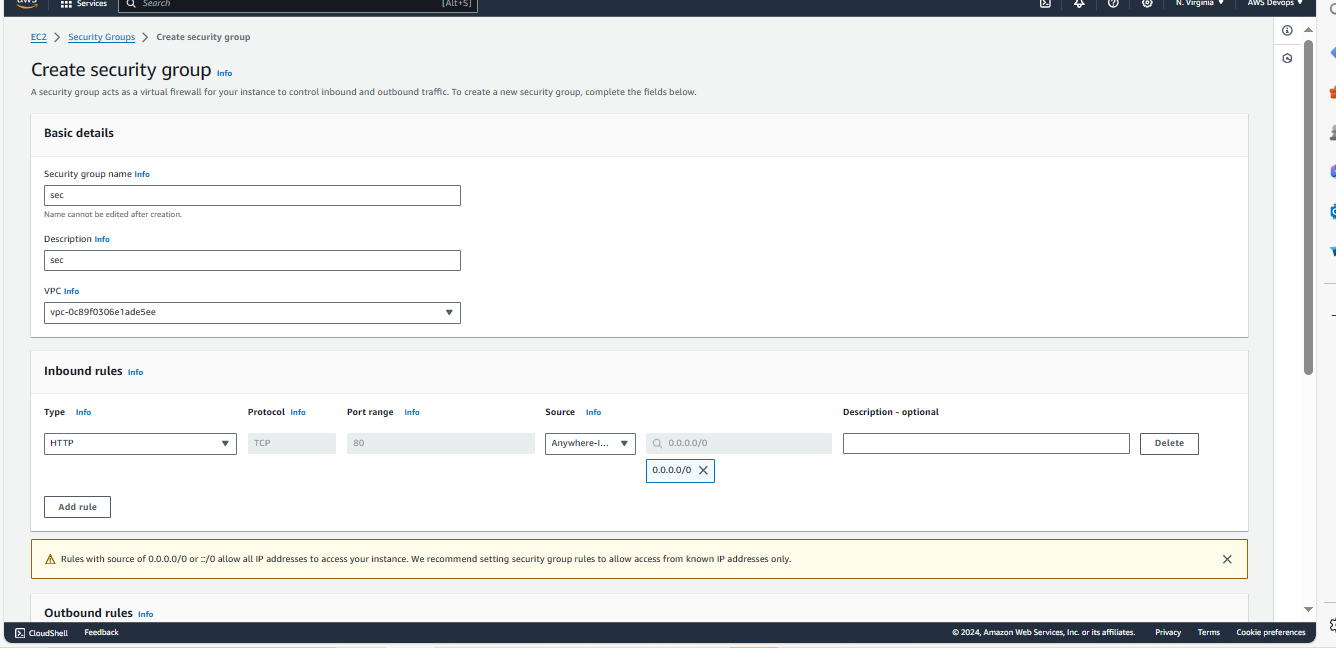 aws Services Search [Alt+S] N. Virginia AWS Devops
EC2 Security Groups Create security group
Create security group Info
A security group acts as a virtual firewall for your instance to control inbound and outbound traffic. To create a new security group, complete the fields below.
Basic details
Security group name Info
sec
Name cannot be edited after creation.
Description Info
sec
VPC Info
vpc-0c89f0306e1ade5ee
Inbound rules Info
Type Info Protocol Info Port range Info Source Info Description - optional
HTTP TCP 80 Anywhere-I... 0.0.0.0/0 Delete
0.0.0.0/0
Add rule
Rules with source of 0.0.0.0/0 or ::/0 allow all IP addresses to access your instance. We recommend setting security group rules to allow access from known IP addresses only.
Outbound rules Info
CloudShell Feedback © 2024, Amazon Web Services, Inc. or its affiliates. Privacy Terms Cookie preferences